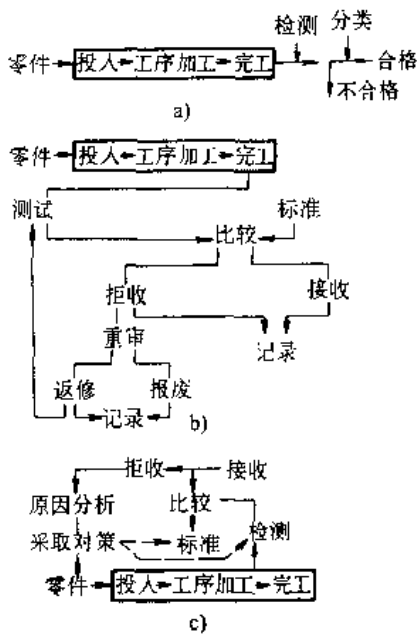 检测 分类
零件 投入 工序加工 完工 合格
不合格
a)
零件 投入 工序加工 完工
测试 标准
比较
拒收 接收
重审 记录
返修 报废
记录
b)
拒收 接收
原因分析 比较
采取对策 标准 检测
零件 投入 工序加工 完工
c)